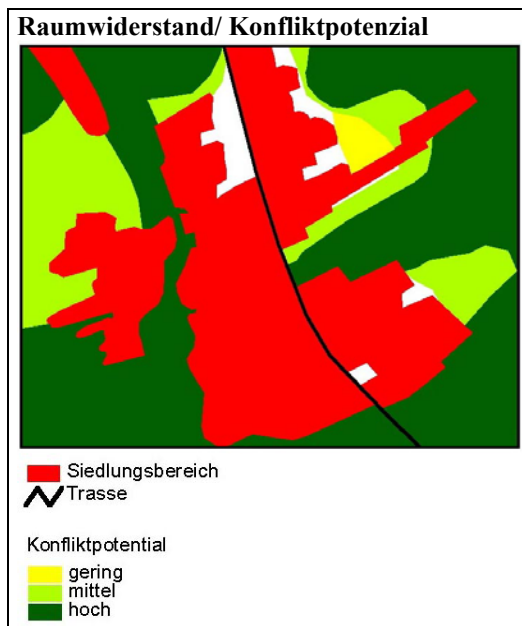 Raumwiderstand/ Konfliktpotenzial
Siedlungsbereich
Trasse
Konfliktpotential
gering
mittel
hoch